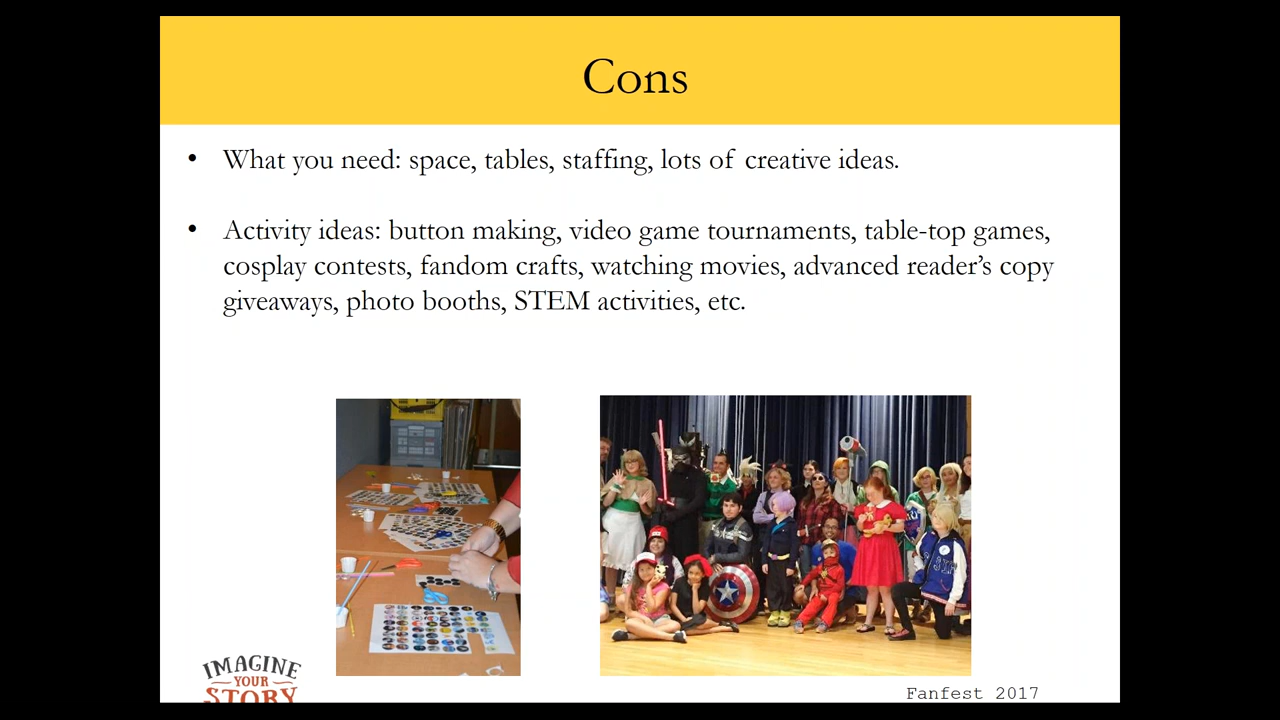 Cons
• What you need: space, tables, staffing, lots of creative ideas.
• Activity ideas: button making, video game tournaments, table-top games,
cosplay contests, fandom crafts, watching movies, advanced reader's copy
giveaways, photo booths, STEM activities, etc.
IMAGINE
YOUR
STORY
Fanfest 2017